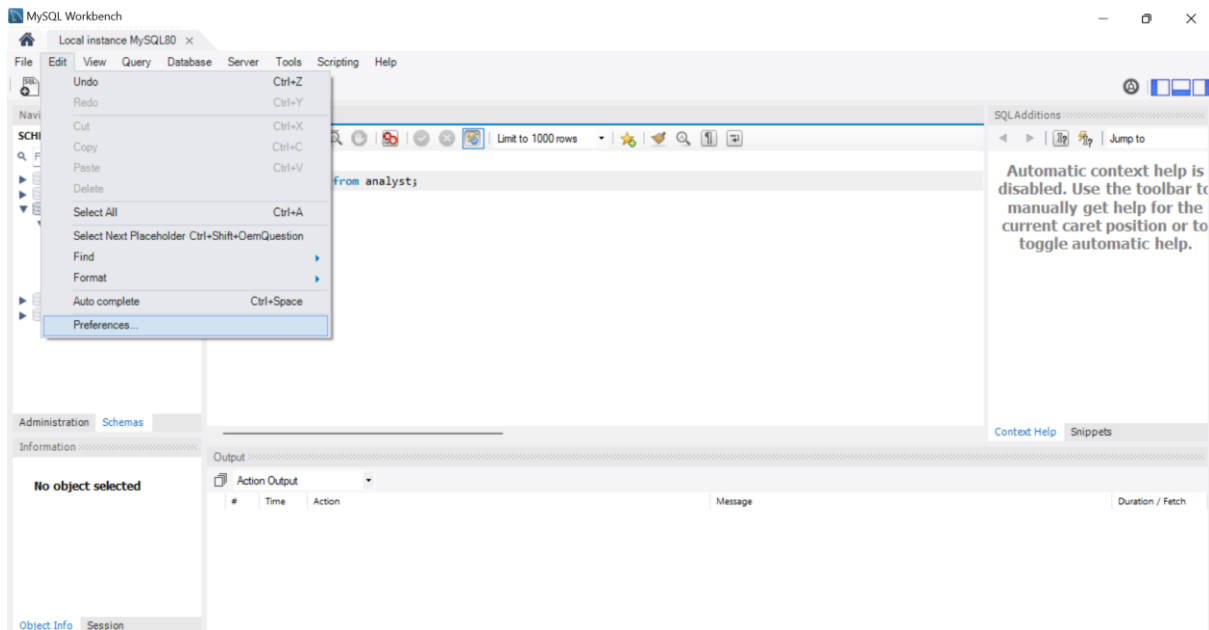 MySQL Workbench
Local instance MySQL80
File Edit View Query Database Server Tools Scripting Help
Undo Ctrl+Z
Redo Ctrl+Y
Cut Ctrl+X
Copy Ctrl+C
Paste Ctrl+V
Delete
Select All Ctrl+A
Select Next Placeholder Ctrl+Shift+OemQuestion
Find
Format
Auto complete Ctrl+Space
Preferences...
Navi
SCHE
F
Limit to 1000 rows
from analyst;
SQLAdditions
Jump to
Automatic context help is
disabled. Use the toolbar to
manually get help for the
current caret position or to
toggle automatic help.
Administration Schemas
Context Help Snippets
Information
No object selected
Output
Action Output
# Time Action Message Duration / Fetch
Object Info Session